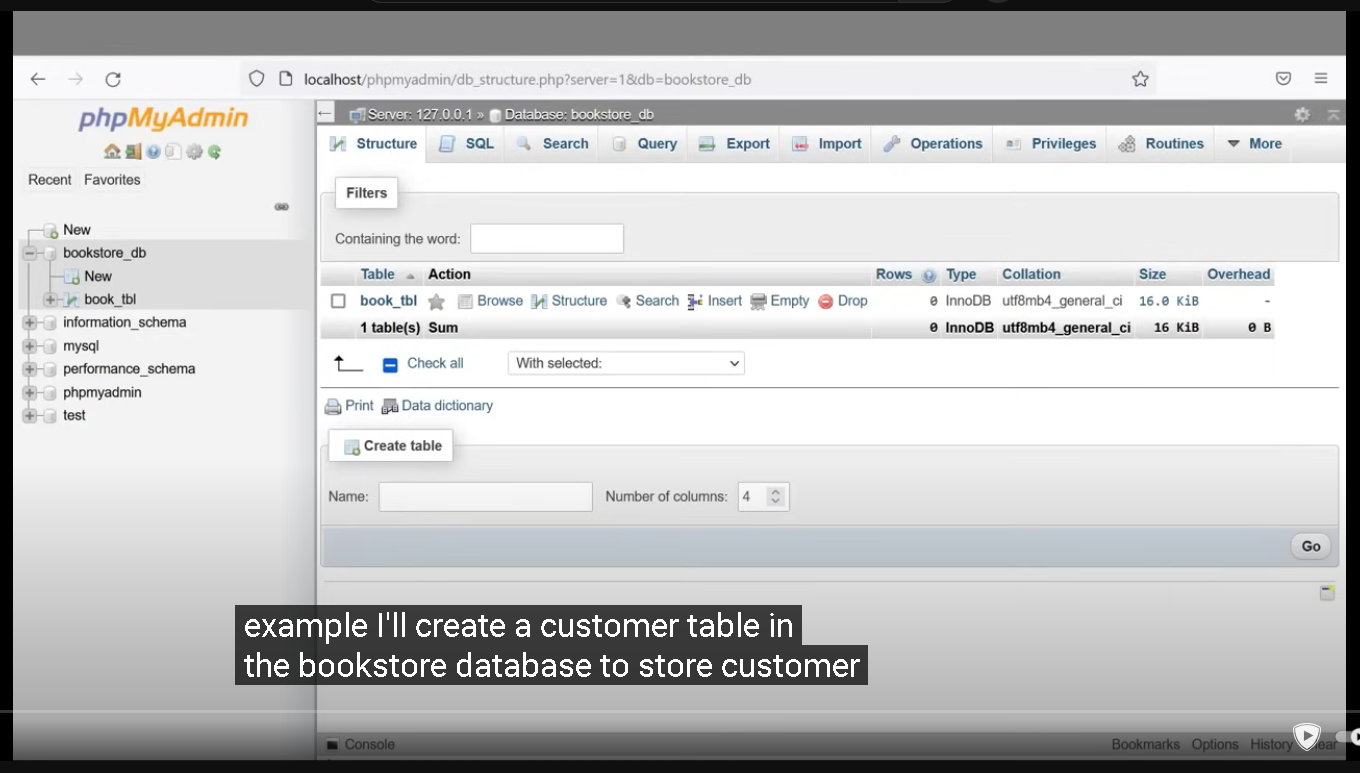 localhost/phpmyadmin/db_structure.php?server=1&db=bookstore_db
phpMyAdmin
Recent Favorites
New
bookstore_db
New
book_tbl
information_schema
mysql
performance_schema
phpmyadmin
test
Server: 127.0.0.1 » Database: bookstore_db
Structure SQL Search Query Export Import Operations Privileges Routines More
Filters
Containing the word:
Table Action Rows Type Collation Size Overhead
book_tbl Browse Structure Search Insert Empty Drop 0 InnoDB utf8mb4_general_ci 16.0 KiB -
1 table(s) Sum 0 InnoDB utf8mb4_general_ci 16 KiB 0 B
Check all With selected:
Print Data dictionary
Create table
Name: Number of columns: 4
Go
example I'll create a customer table in
the bookstore database to store customer
Console Bookmarks Options History